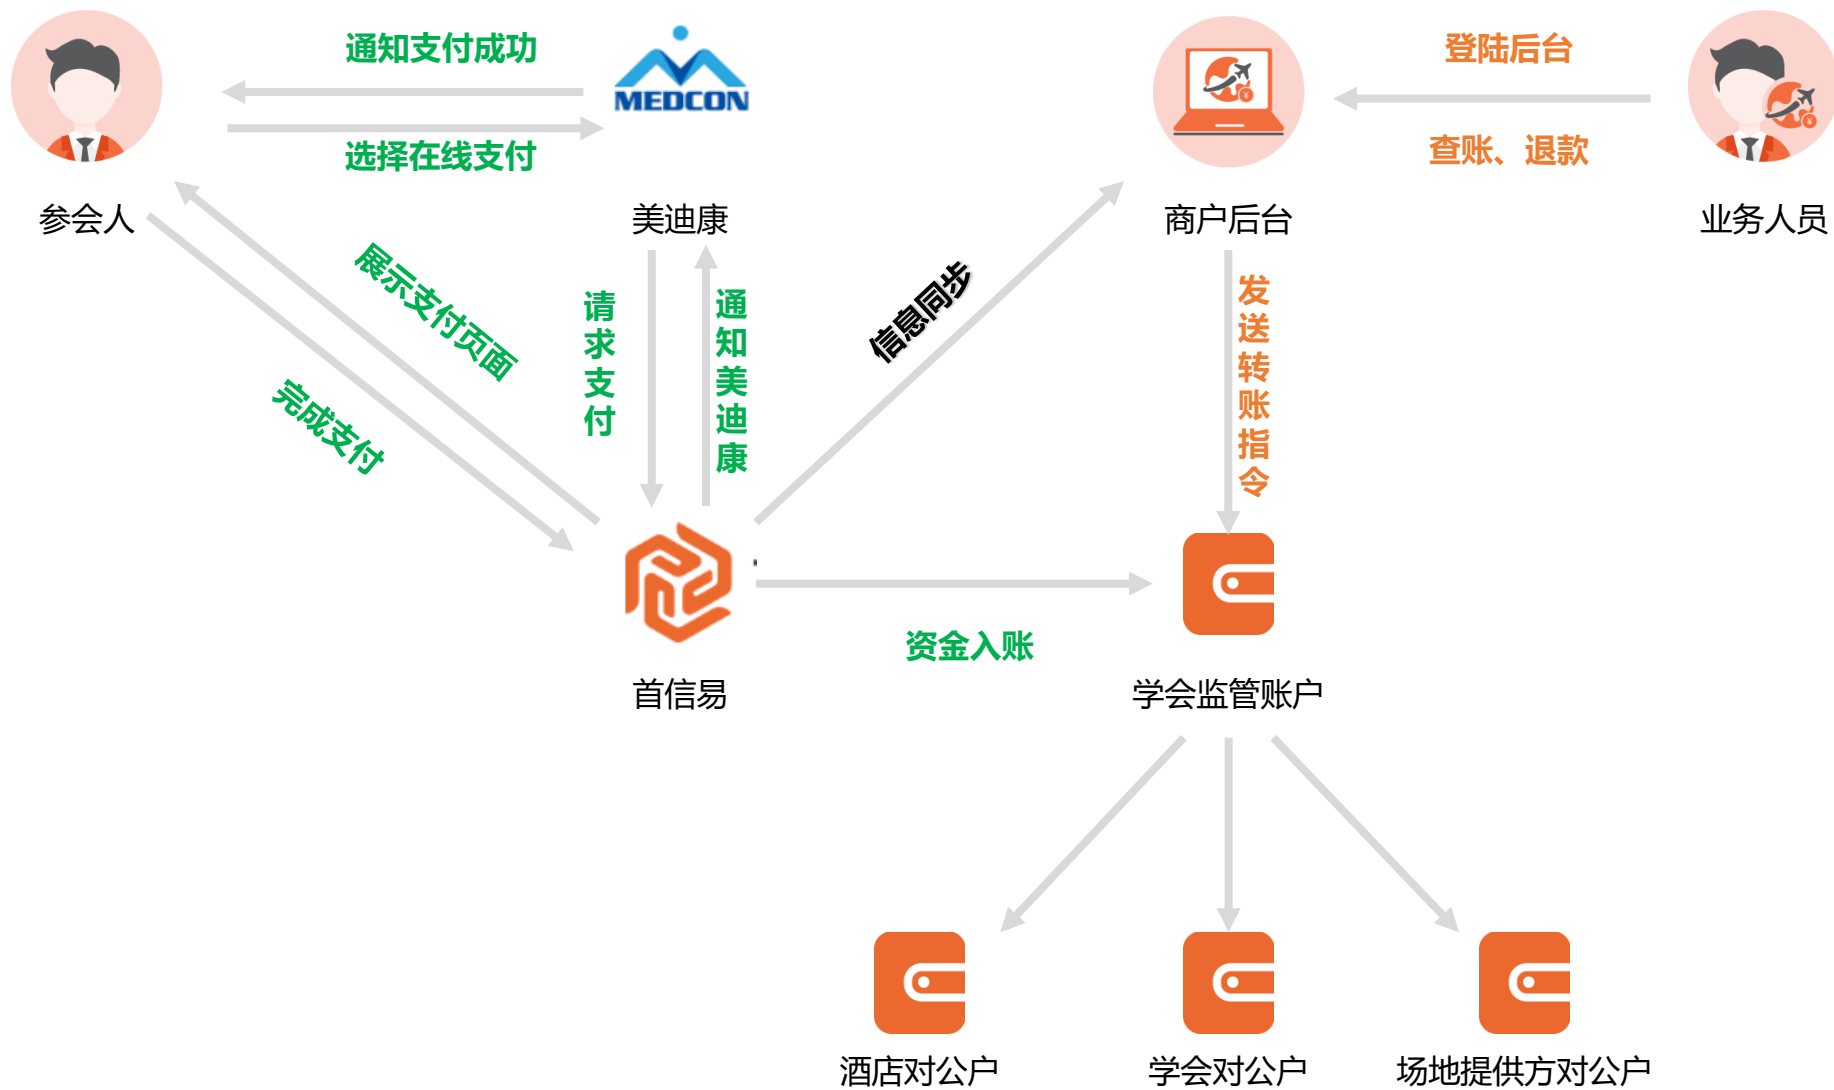 通知支付成功
MEDCON
登陆后台
选择在线支付
查账、退款
参会人
美迪康
商户后台
业务人员
展示支付页面
完成支付
请求支付
通知美迪康
信息同步
发送转账指令
资金入账
首信易
学会监管账户
酒店对公户
学会对公户
场地提供方对公户